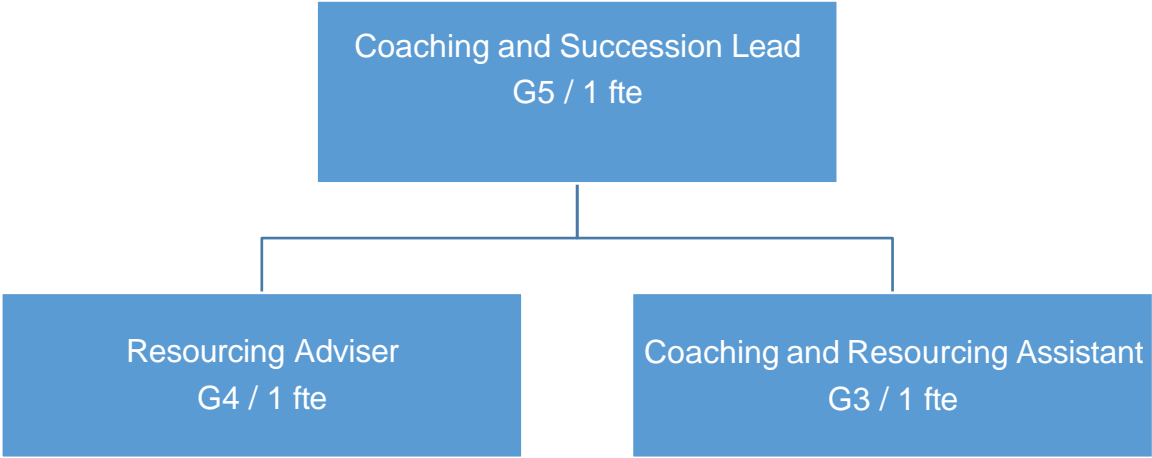 Coaching and Succession Lead
G5 / 1 fte
Resourcing Adviser
G4 / 1 fte
Coaching and Resourcing Assistant
G3 / 1 fte